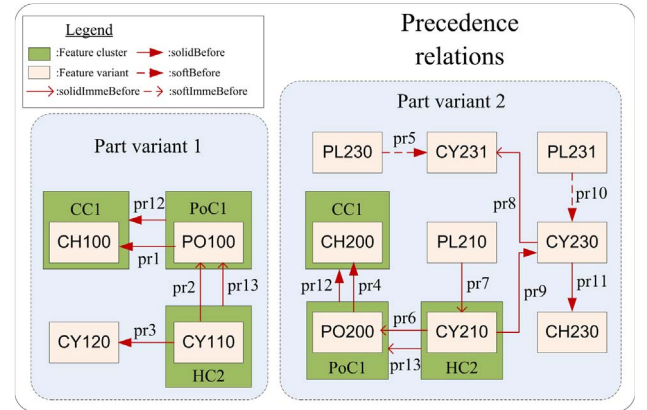 Legend
:Feature cluster :solidBefore
:Feature variant :softBefore
:solidImmeBefore :softImmeBefore
Precedence
relations
Part variant 1
CC1 pr12 PoC1
CH100 PO100
pr1
pr2 pr13
pr3
CY120 CY110
HC2
Part variant 2
pr5
PL230 CY231 PL231
pr8 pr10
CC1
CH200 PL210 CY230
pr12 pr4 pr7 pr9 pr11
pr6
PO200 CY210 CH230
pr13
PoC1 HC2